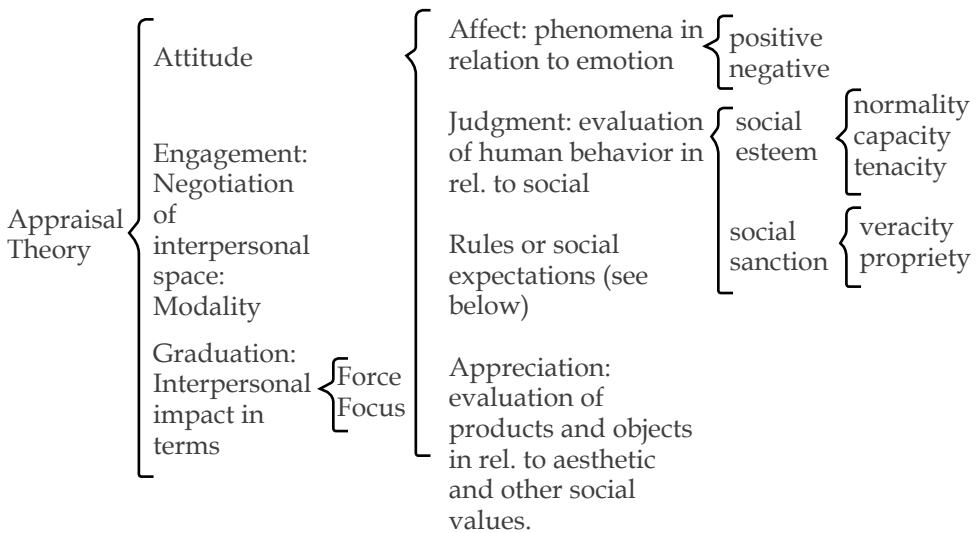 Appraisal
Theory
Attitude
Engagement:
Negotiation
of
interpersonal
space:
Modality
Graduation:
Interpersonal
impact in
terms
Force
Focus
Affect: phenomena in
relation to emotion
positive
negative
Judgment: evaluation
of human behavior in
rel. to social
social
esteem
normality
capacity
tenacity
social
sanction
veracity
propriety
Rules or social
expectations (see
below)
Appreciation:
evaluation of
products and objects
in rel. to aesthetic
and other social
values.